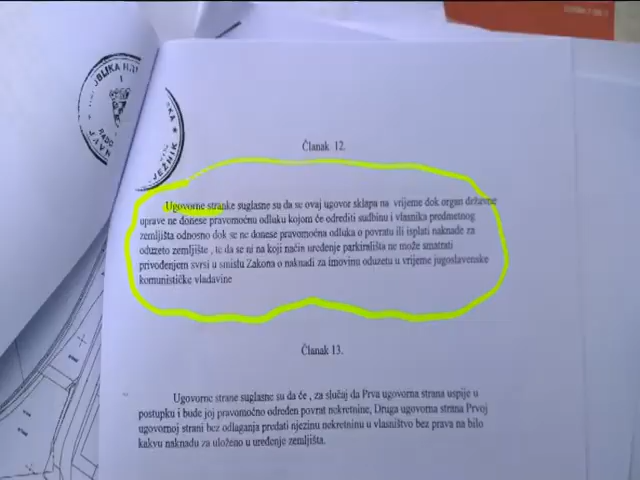 BLIKA H
JAV
RADO
KA
JEŽNIK
Članak 12.
Ugovorne stranke suglasne su da se ovaj ugovor sklapa na vrijeme dok organ državne
uprave ne donese pravomoćnu odluku kojom će odrediti sudbinu i vlasnika predmetnog
zemljišta odnosno dok se ne donese pravomoćna odluka o povratu ili isplati naknade za
oduzeto zemljište , te da se ni na koji način uređenje parkirališta ne može smatrati
privođenjem svrsi u smislu Zakona o naknadi za imovinu oduzetu u vrijeme jugoslavenske
komunističke vladavine
Članak 13.
Ugovorne strane suglasne su da će , za slučaj da Prva ugovorna strana uspije u
postupku i bude joj pravomoćno određen povrat nekretnine, Druga ugovorna strana Prvoj
ugovornoj strani bez odlaganja predati njezinu nekretninu u vlasništvo bez prava na bilo
kakvu naknadu za uloženo u uređenje zemljišta.